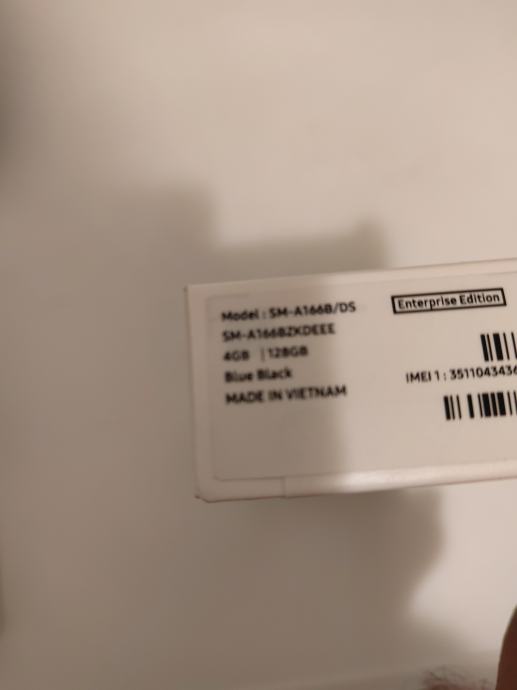 Model : SM-A166B/DS
SM-A166BZKDEEE
4GB | 128GB
Blue Black
MADE IN VIETNAM
Enterprise Edition
IMEI 1 : 3511043436